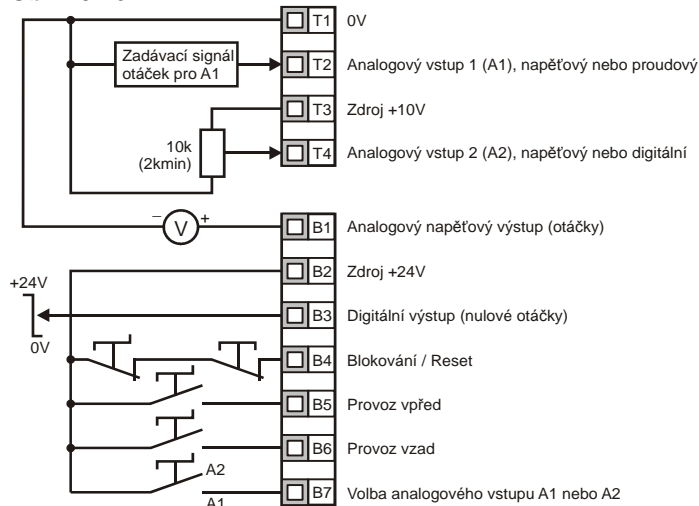 T1 0V
Zadávací signál
otáček pro A1
T2 Analogový vstup 1 (A1), napěťový nebo proudový
T3 Zdroj +10V
10k
(2kmin)
T4 Analogový vstup 2 (A2), napěťový nebo digitální
− V +
B1 Analogový napěťový výstup (otáčky)
B2 Zdroj +24V
+24V
B3 Digitální výstup (nulové otáčky)
0V
B4 Blokování / Reset
B5 Provoz vpřed
B6 Provoz vzad
A2
B7 Volba analogového vstupu A1 nebo A2
A1